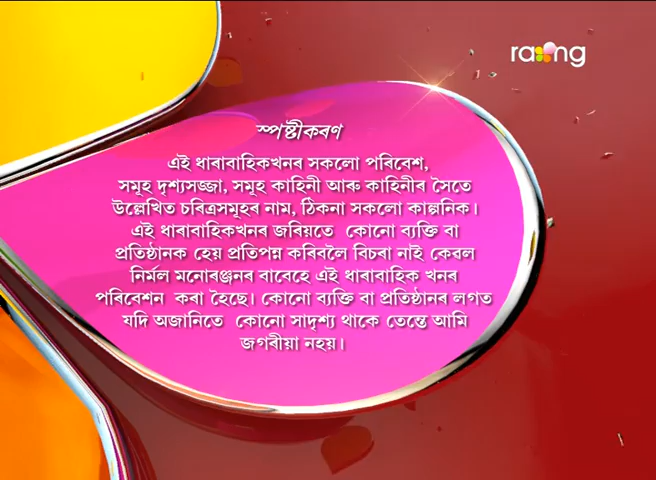 rang
স্পষ্টীকৰণ
এই ধাৰাবাহিকখনৰ সকলো পৰিবেশ,
সমূহ দৃশ্যসজ্জা, সমূহ কাহিনী আৰু কাহিনীৰ সৈতে
উল্লেখিত চৰিত্ৰসমূহৰ নাম, ঠিকনা সকলো কাল্পনিক।
এই ধাৰাবাহিকখনৰ জৰিয়তে কোনো ব্যক্তি বা
প্ৰতিষ্ঠানক হেয় প্ৰতিপন্ন কৰিবলৈ বিচৰা নাই কেৱল
নিৰ্মল মনোৰঞ্জনৰ বাবেহে এই ধাৰাবাহিক খনৰ
পৰিবেশন কৰা হৈছে। কোনো ব্যক্তি বা প্ৰতিষ্ঠানৰ লগত
যদি অজানিতে কোনো সাদৃশ্য থাকে তেন্তে আমি
জগৰীয়া নহয়।